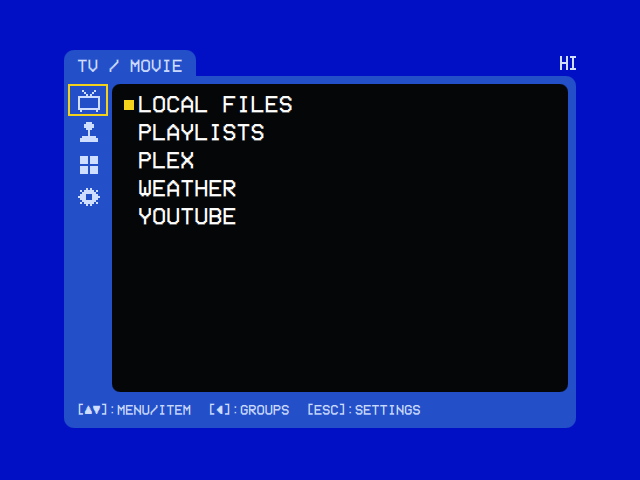 TV / MOVIE
HI
LOCAL FILES
PLAYLISTS
PLEX
WEATHER
YOUTUBE
[▲▼]:MENU/ITEM [◀]:GROUPS [ESC]:SETTINGS